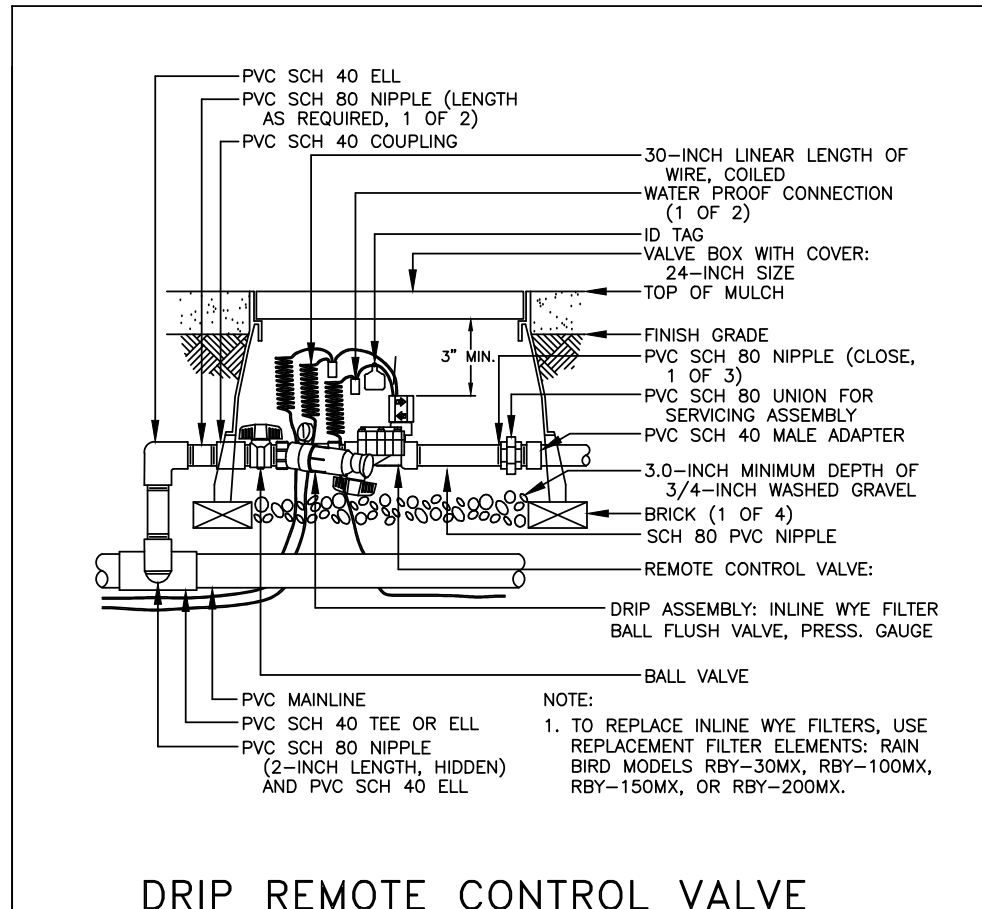 PVC SCH 40 ELL
PVC SCH 80 NIPPLE (LENGTH
AS REQUIRED, 1 OF 2)
PVC SCH 40 COUPLING
30-INCH LINEAR LENGTH OF
WIRE, COILED
WATER PROOF CONNECTION
(1 OF 2)
ID TAG
VALVE BOX WITH COVER:
24-INCH SIZE
TOP OF MULCH
FINISH GRADE
3" MIN.
PVC SCH 80 NIPPLE (CLOSE,
1 OF 3)
PVC SCH 80 UNION FOR
SERVICING ASSEMBLY
PVC SCH 40 MALE ADAPTER
3.0-INCH MINIMUM DEPTH OF
3/4-INCH WASHED GRAVEL
BRICK (1 OF 4)
SCH 80 PVC NIPPLE
REMOTE CONTROL VALVE:
DRIP ASSEMBLY: INLINE WYE FILTER
BALL FLUSH VALVE, PRESS. GAUGE
BALL VALVE
PVC MAINLINE
PVC SCH 40 TEE OR ELL
PVC SCH 80 NIPPLE
(2-INCH LENGTH, HIDDEN)
AND PVC SCH 40 ELL
NOTE:
1. TO REPLACE INLINE WYE FILTERS, USE
REPLACEMENT FILTER ELEMENTS: RAIN
BIRD MODELS RBY-30MX, RBY-100MX,
RBY-150MX, OR RBY-200MX.
DRIP REMOTE CONTROL VALVE